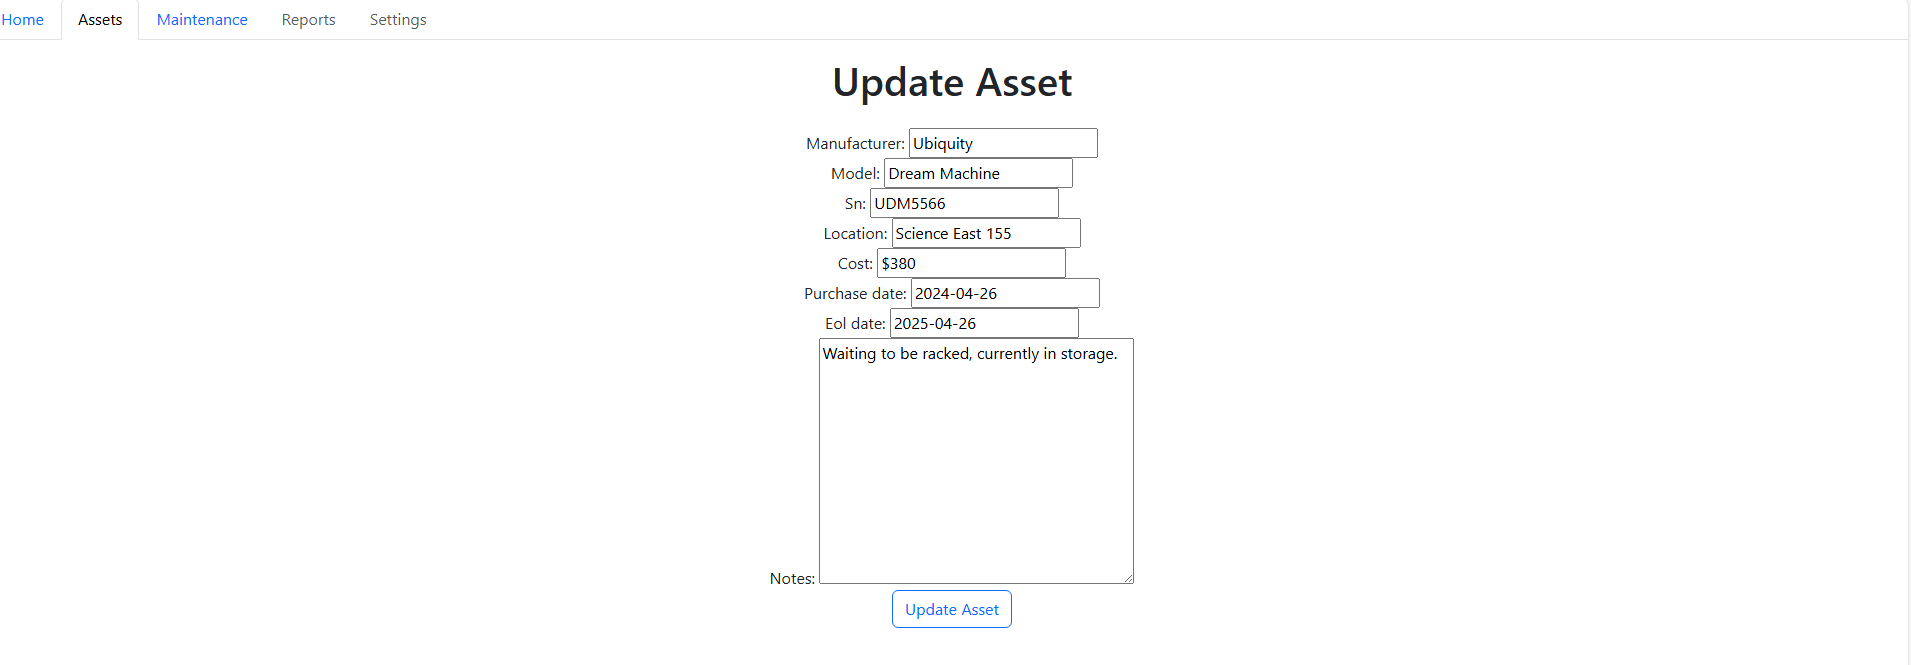 Home Assets Maintenance Reports Settings
Update Asset
Manufacturer: Ubiquity
Model: Dream Machine
Sn: UDM5566
Location: Science East 155
Cost: $380
Purchase date: 2024-04-26
Eol date: 2025-04-26
Waiting to be racked, currently in storage.
Notes:
Update Asset